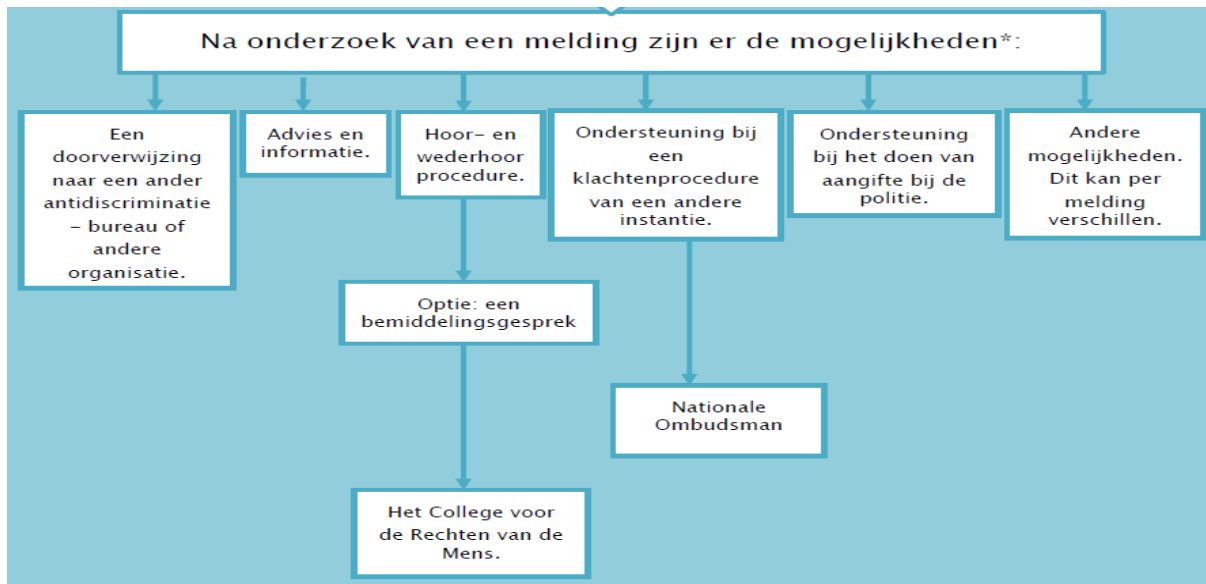 Na onderzoek van een melding zijn er de mogelijkheden*:
Een
doorverwijzing
naar een ander
antidiscriminatie
– bureau of
andere
organisatie.
Advies en
informatie.
Hoor- en
wederhoor
procedure.
Ondersteuning bij
een
klachtenprocedure
van een andere
instantie.
Ondersteuning
bij het doen van
aangifte bij de
politie.
Andere
mogelijkheden.
Dit kan per
melding
verschillen.
Optie: een
bemiddelingsgesprek
Nationale
Ombudsman
Het College voor
de Rechten van de
Mens.